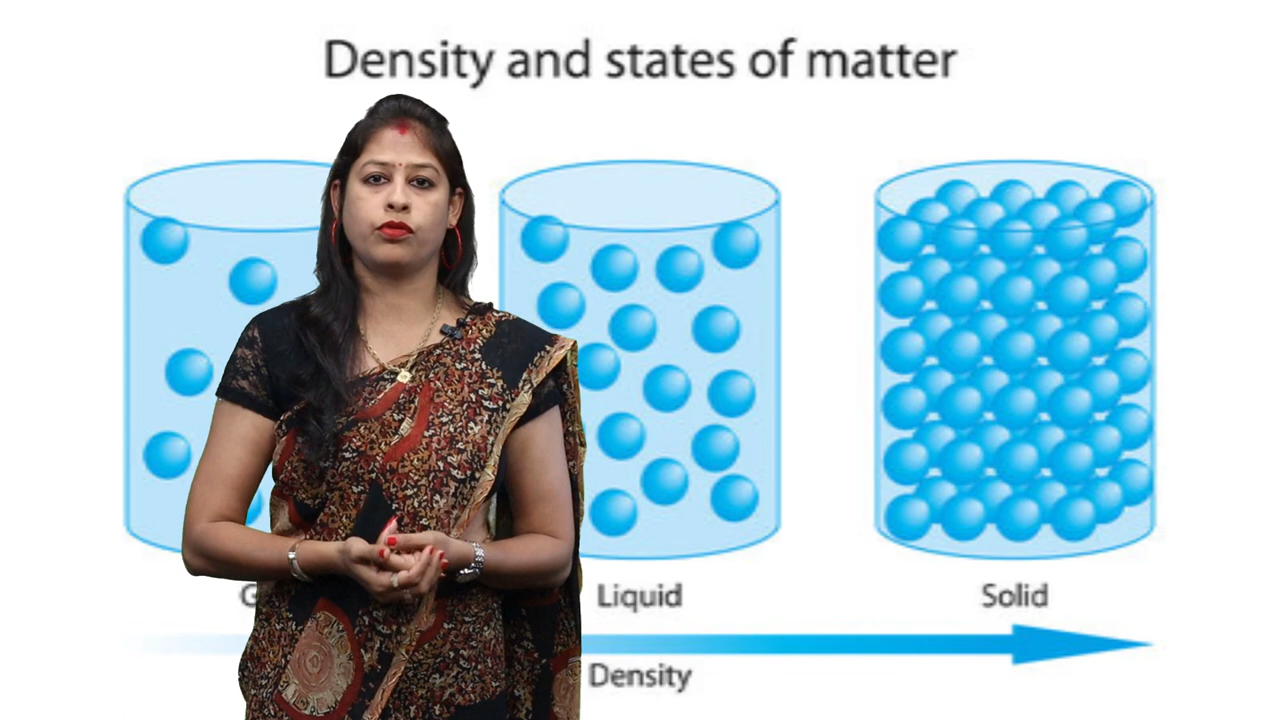 Density and states of matter
Liquid
Solid
Density